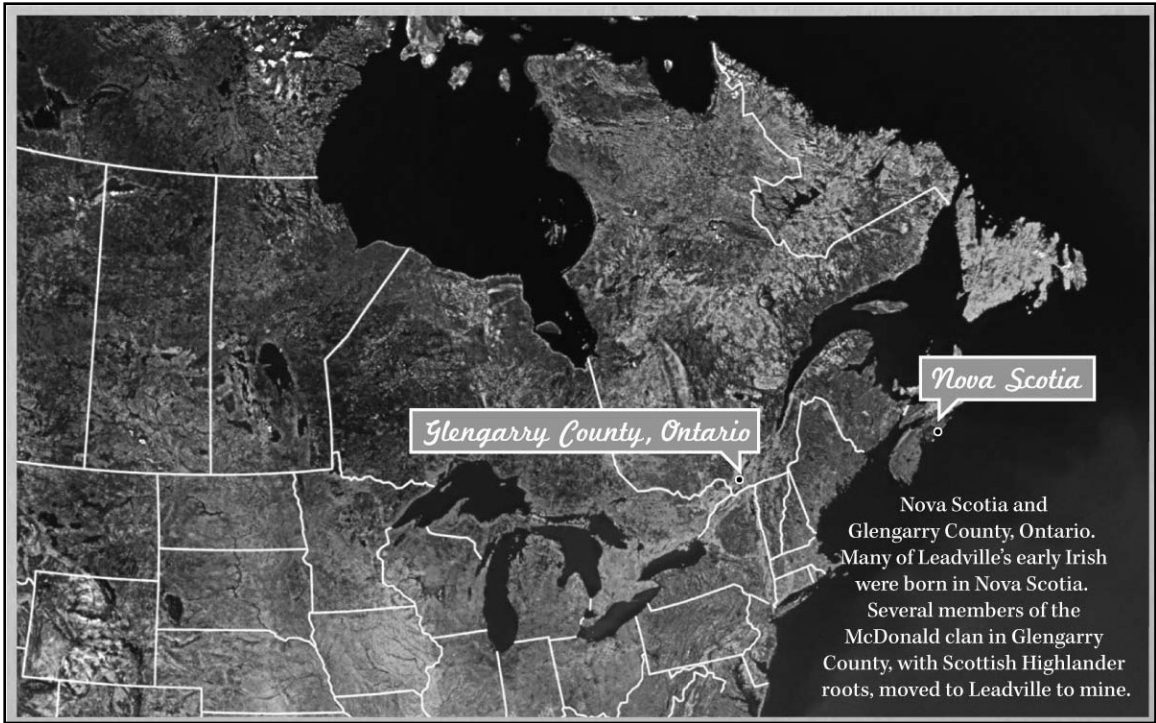 Nova Scotia
Glengarry County, Ontario
Nova Scotia and
Glengarry County, Ontario.
Many of Leadville’s early Irish
were born in Nova Scotia.
Several members of the
McDonald clan in Glengarry
County, with Scottish Highlander
roots, moved to Leadville to mine.